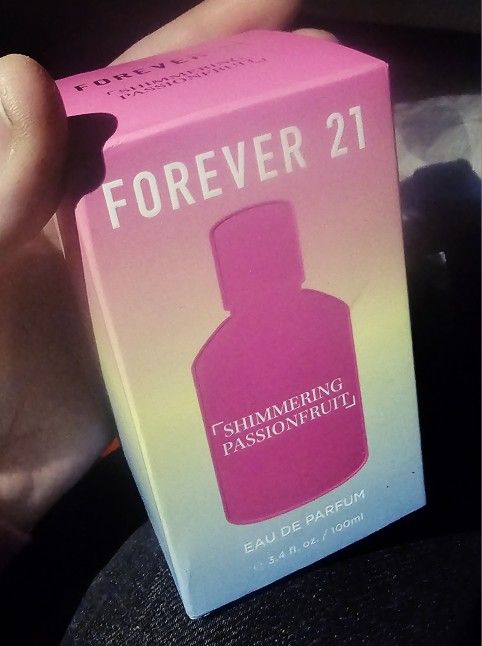 FOREVER 21
「SHIMMERING
PASSIONFRUIT」
FOREVER 21
「SHIMMERING
PASSIONFRUIT」
EAU DE PARFUM
3.4 fl. oz. / 100ml